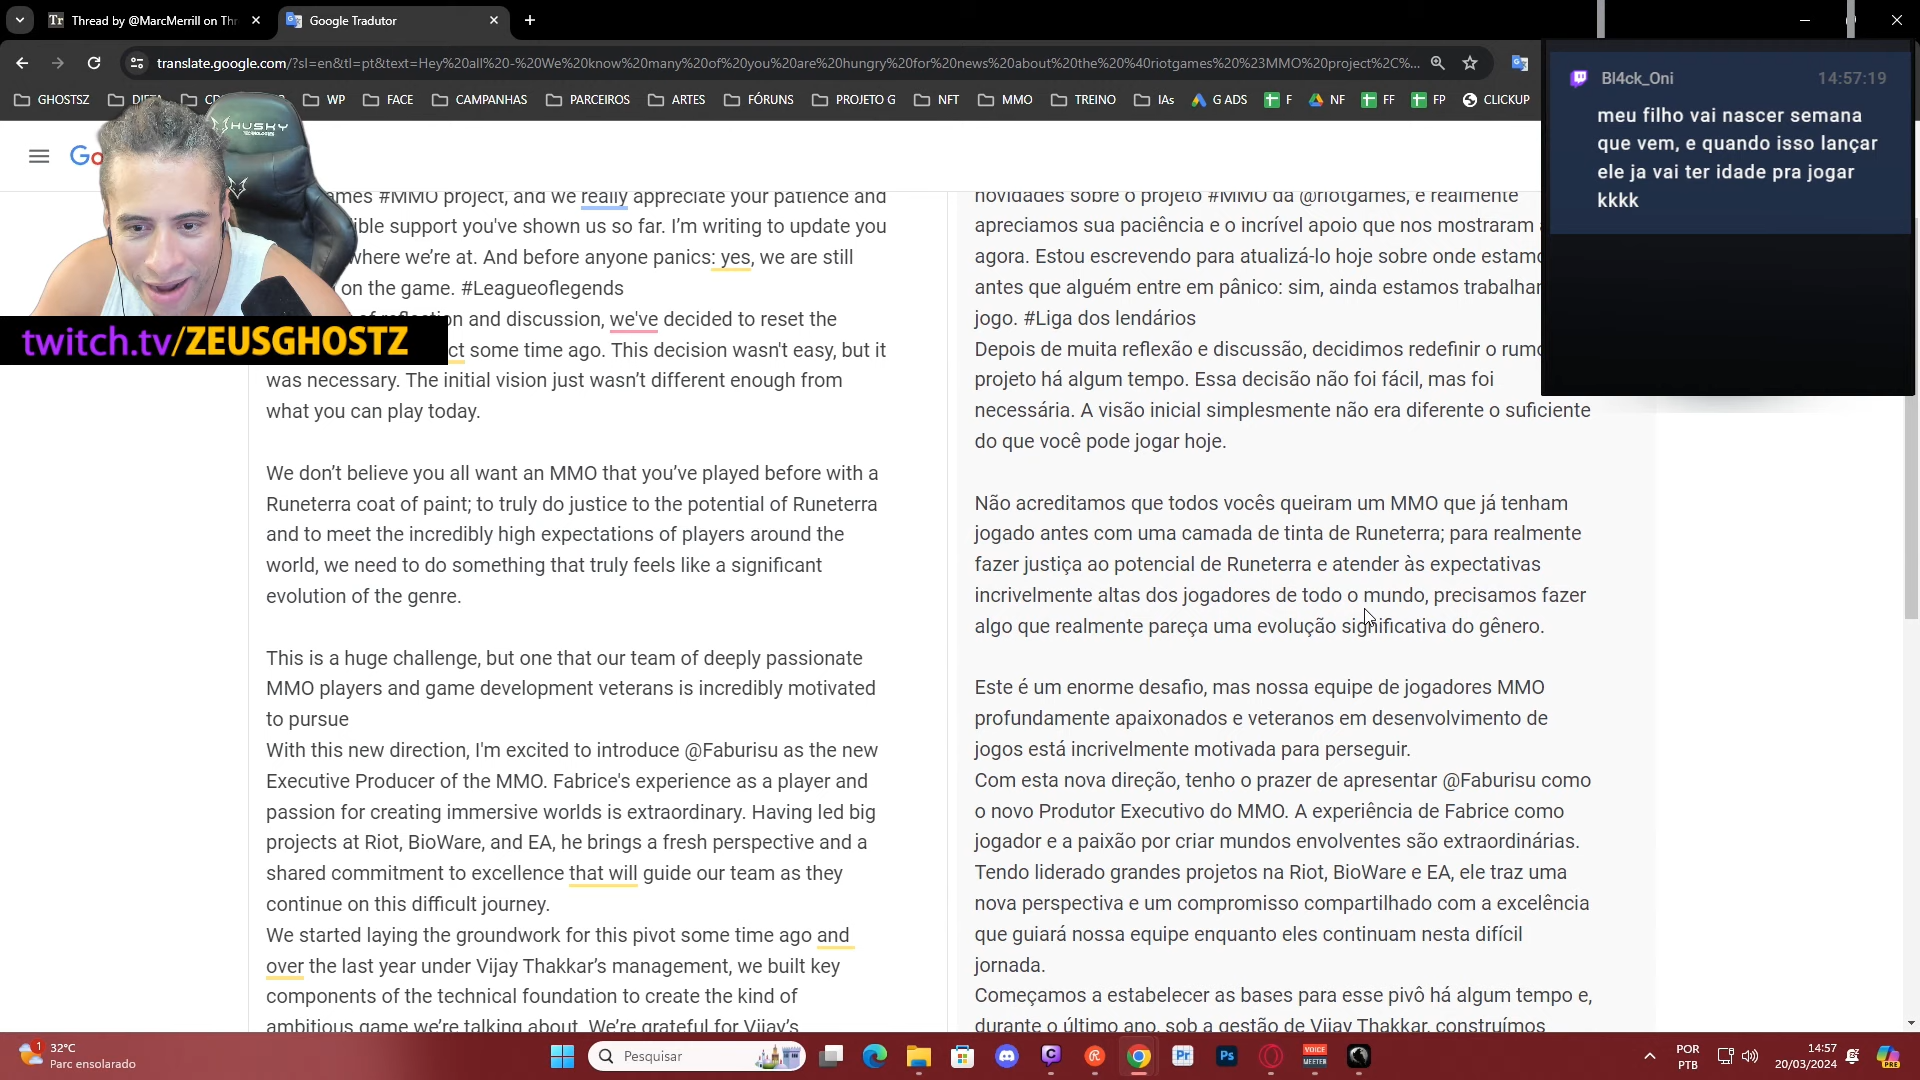 Thread by @MarcMerrill on Thr
Google Tradutor
translate.google.com/?sl=en&tl=pt&text=Hey%20all%20-%20We%20know%20many%20of%20you%20are%20hungry%20for%20news%20about%20the%20%40riotgames%20%23MMO%20project%2C%...
GHOSTSZ
WP
FACE
CAMPANHAS
PARCEIROS
ARTES
FÓRUNS
PROJETO G
NFT
MMO
TREINO
IAs
G ADS
F
NF
FF
FP
CLICKUP
Bl4ck_Oni
14:57:19
meu filho vai nascer semana
que vem, e quando isso lançar
ele ja vai ter idade pra jogar
kkkk
HUSKY
TECHNOLOGIES
twitch.tv/ZEUSGHOSTZ
ames #MMO project, and we really appreciate your patience and
ible support you've shown us so far. I'm writing to update you
where we're at. And before anyone panics: yes, we are still
on the game. #Leagueoflegends
of reflection and discussion, we've decided to reset the
ct some time ago. This decision wasn't easy, but it
was necessary. The initial vision just wasn't different enough from
what you can play today.
We don't believe you all want an MMO that you've played before with a
Runeterra coat of paint; to truly do justice to the potential of Runeterra
and to meet the incredibly high expectations of players around the
world, we need to do something that truly feels like a significant
evolution of the genre.
This is a huge challenge, but one that our team of deeply passionate
MMO players and game development veterans is incredibly motivated
to pursue
With this new direction, I'm excited to introduce @Faburisu as the new
Executive Producer of the MMO. Fabrice's experience as a player and
passion for creating immersive worlds is extraordinary. Having led big
projects at Riot, BioWare, and EA, he brings a fresh perspective and a
shared commitment to excellence that will guide our team as they
continue on this difficult journey.
We started laying the groundwork for this pivot some time ago and
over the last year under Vijay Thakkar's management, we built key
components of the technical foundation to create the kind of
ambitious game we're talking about. We're grateful for Vijay's
novidades sobre o projeto #MMO da @riotgames, e realmente
apreciamos sua paciência e o incrível apoio que nos mostraram
agora. Estou escrevendo para atualizá-lo hoje sobre onde estamo
antes que alguém entre em pânico: sim, ainda estamos trabalhan
jogo. #Liga dos lendários
Depois de muita reflexão e discussão, decidimos redefinir o rumo
projeto há algum tempo. Essa decisão não foi fácil, mas foi
necessária. A visão inicial simplesmente não era diferente o suficiente
do que você pode jogar hoje.
Não acreditamos que todos vocês queiram um MMO que já tenham
jogado antes com uma camada de tinta de Runeterra; para realmente
fazer justiça ao potencial de Runeterra e atender às expectativas
incrivelmente altas dos jogadores de todo o mundo, precisamos fazer
algo que realmente pareça uma evolução significativa do gênero.
Este é um enorme desafio, mas nossa equipe de jogadores MMO
profundamente apaixonados e veteranos em desenvolvimento de
jogos está incrivelmente motivada para perseguir.
Com esta nova direção, tenho o prazer de apresentar @Faburisu como
o novo Produtor Executivo do MMO. A experiência de Fabrice como
jogador e a paixão por criar mundos envolventes são extraordinárias.
Tendo liderado grandes projetos na Riot, BioWare e EA, ele traz uma
nova perspectiva e um compromisso compartilhado com a excelência
que guiará nossa equipe enquanto eles continuam nesta difícil
jornada.
Começamos a estabelecer as bases para esse pivô há algum tempo e,
durante o último ano, sob a gestão de Vijay Thakkar, construímos
1
32°C
Parc ensolarado
Pesquisar
Pr
Ps
VOICE
MEETER
POR
PTB
14:57
20/03/2024
PRE